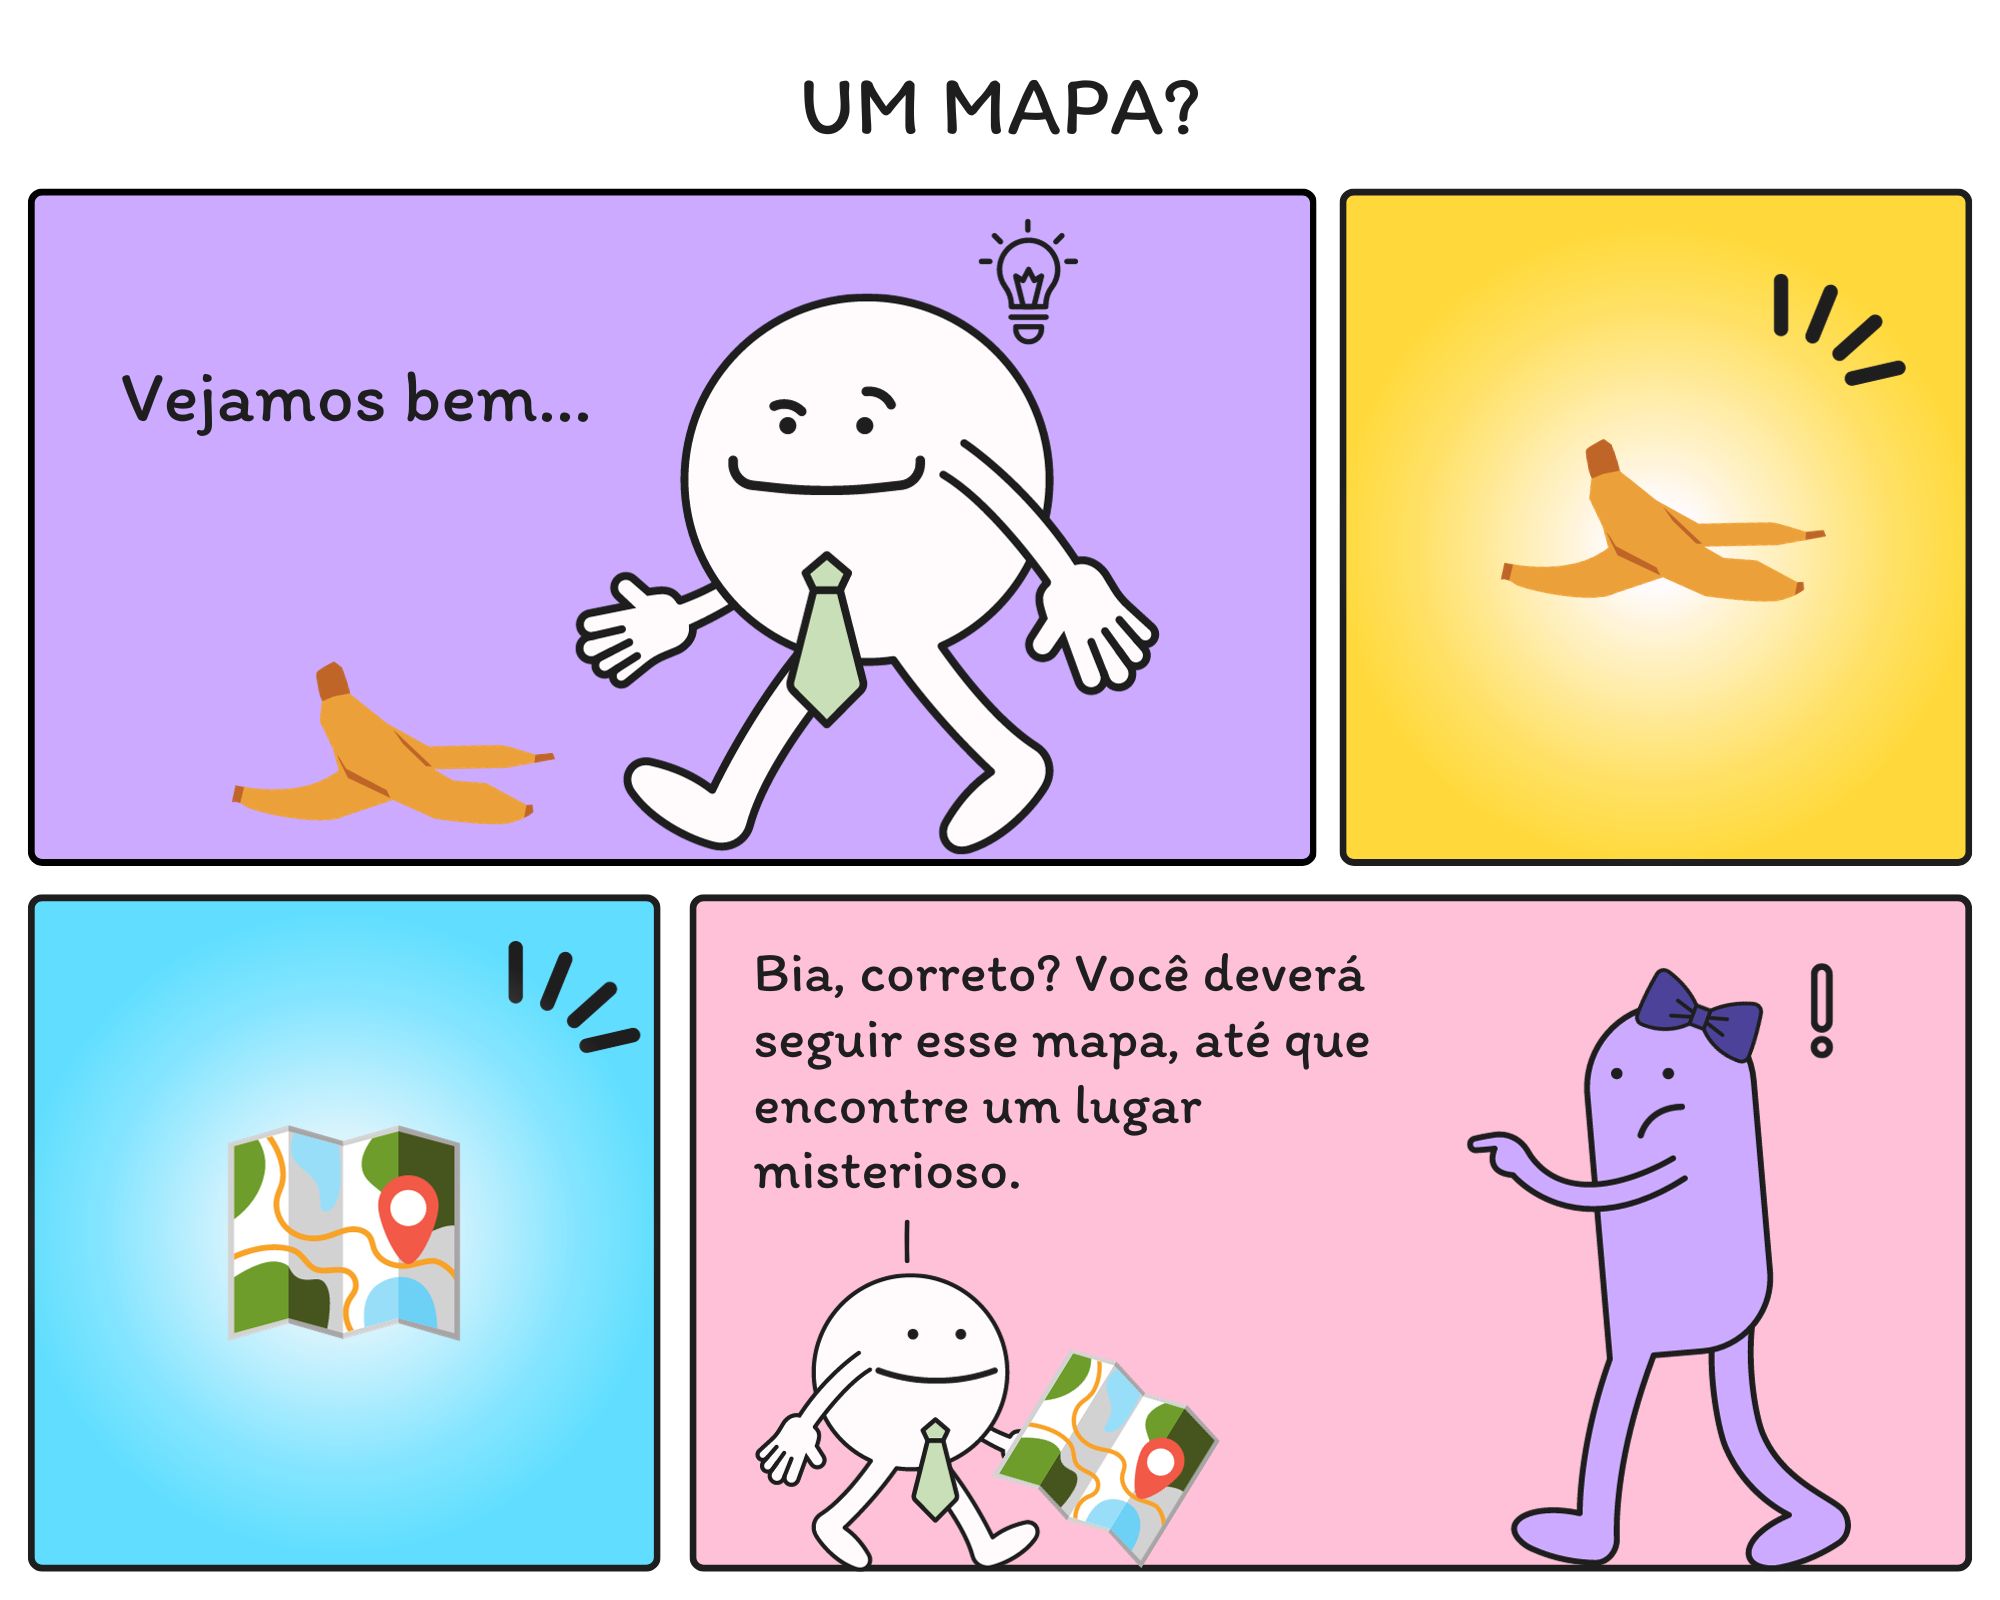 UM MAPA?
Vejamos bem...
Bia, correto? Você deverá
seguir esse mapa, até que
encontre um lugar
misterioso.